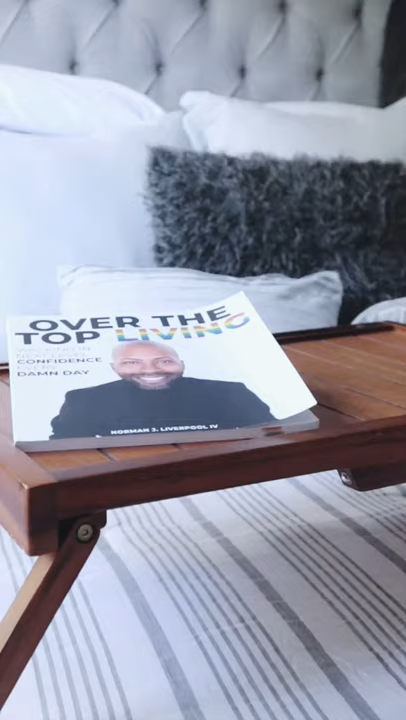 OVER THE
TOP LIVING
CONFIDENCE
DAMN DAY
NORMAN J. LIVERPOOL IV